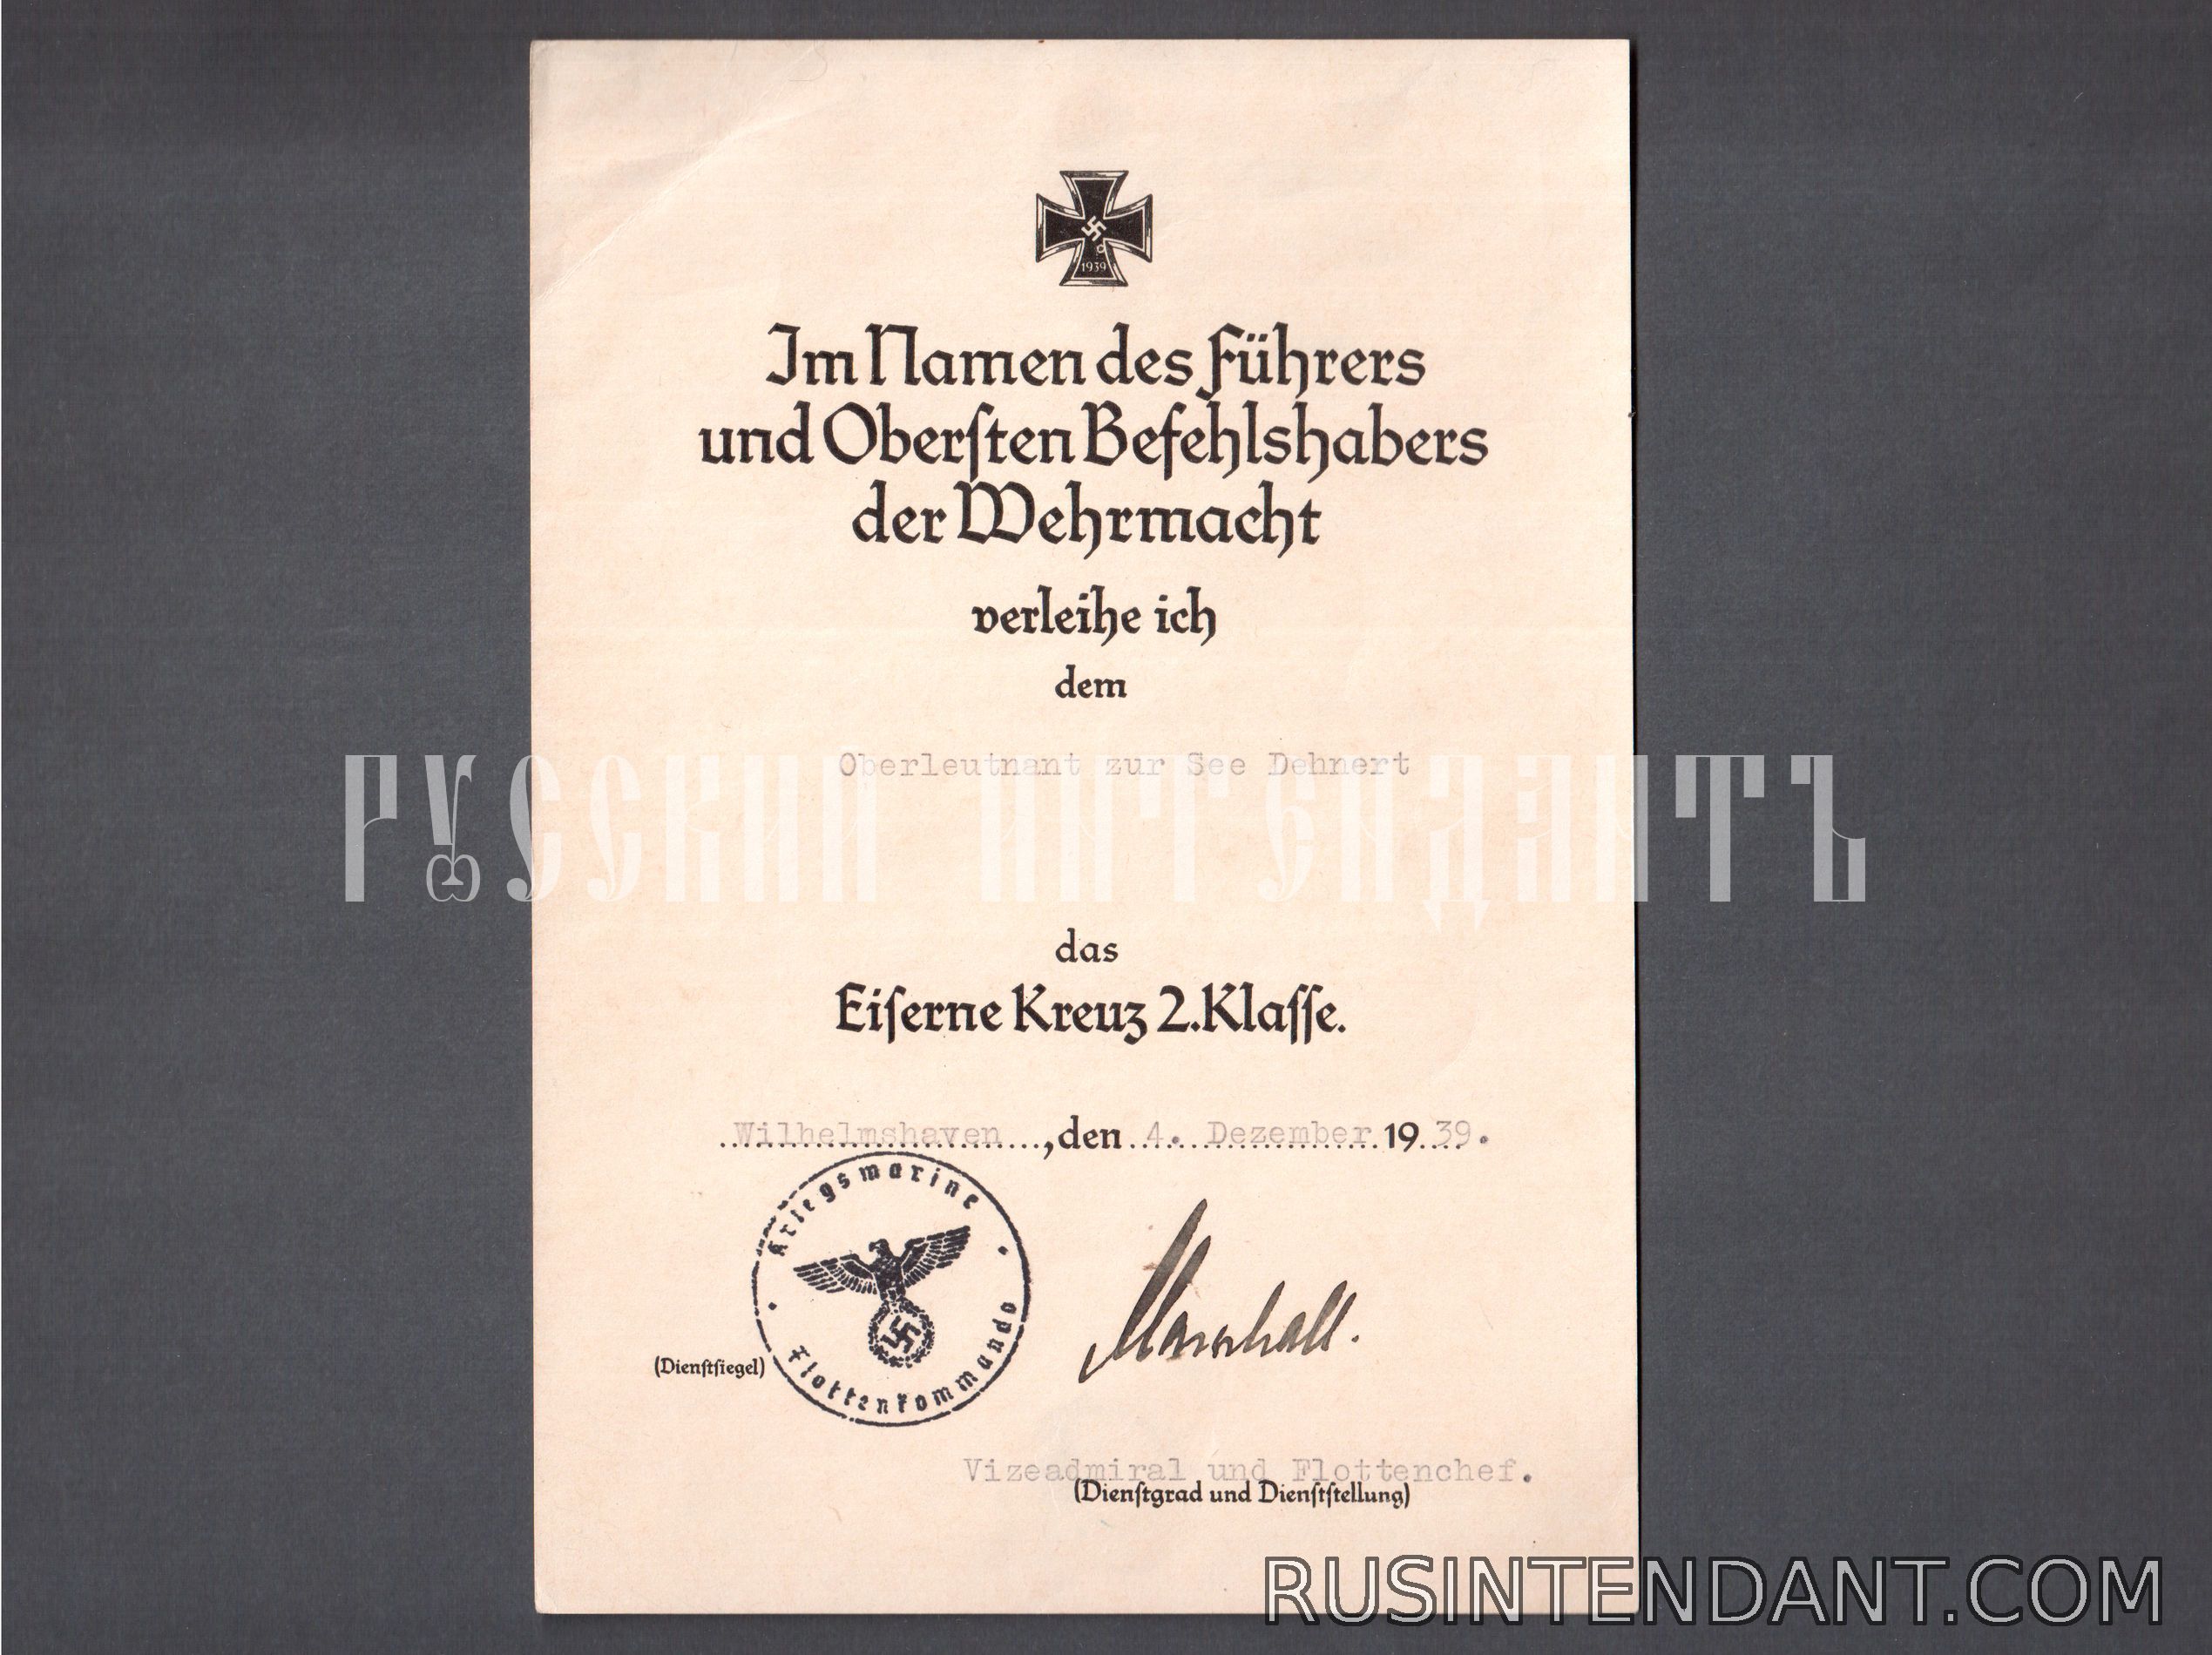 1939
Im Namen des Führers
und Oberſten Befehlshabers
der Wehrmacht
verleihe ich
dem
Oberleutnant zur See Dehnert
РУССКИЙ ИНТЕНДАНТЪ
das
Eiſerne Kreuz 2. Klaſſe.
Wilhelmshaven, den 4. Dezember 1939.
Kriegsmarine
Flottenkommando
(Dienſtſiegel)
Marschall.
Vizeadmiral und Flottenchef.
(Dienſtgrad und Dienſtſtellung)
RUSINTENDANT.COM